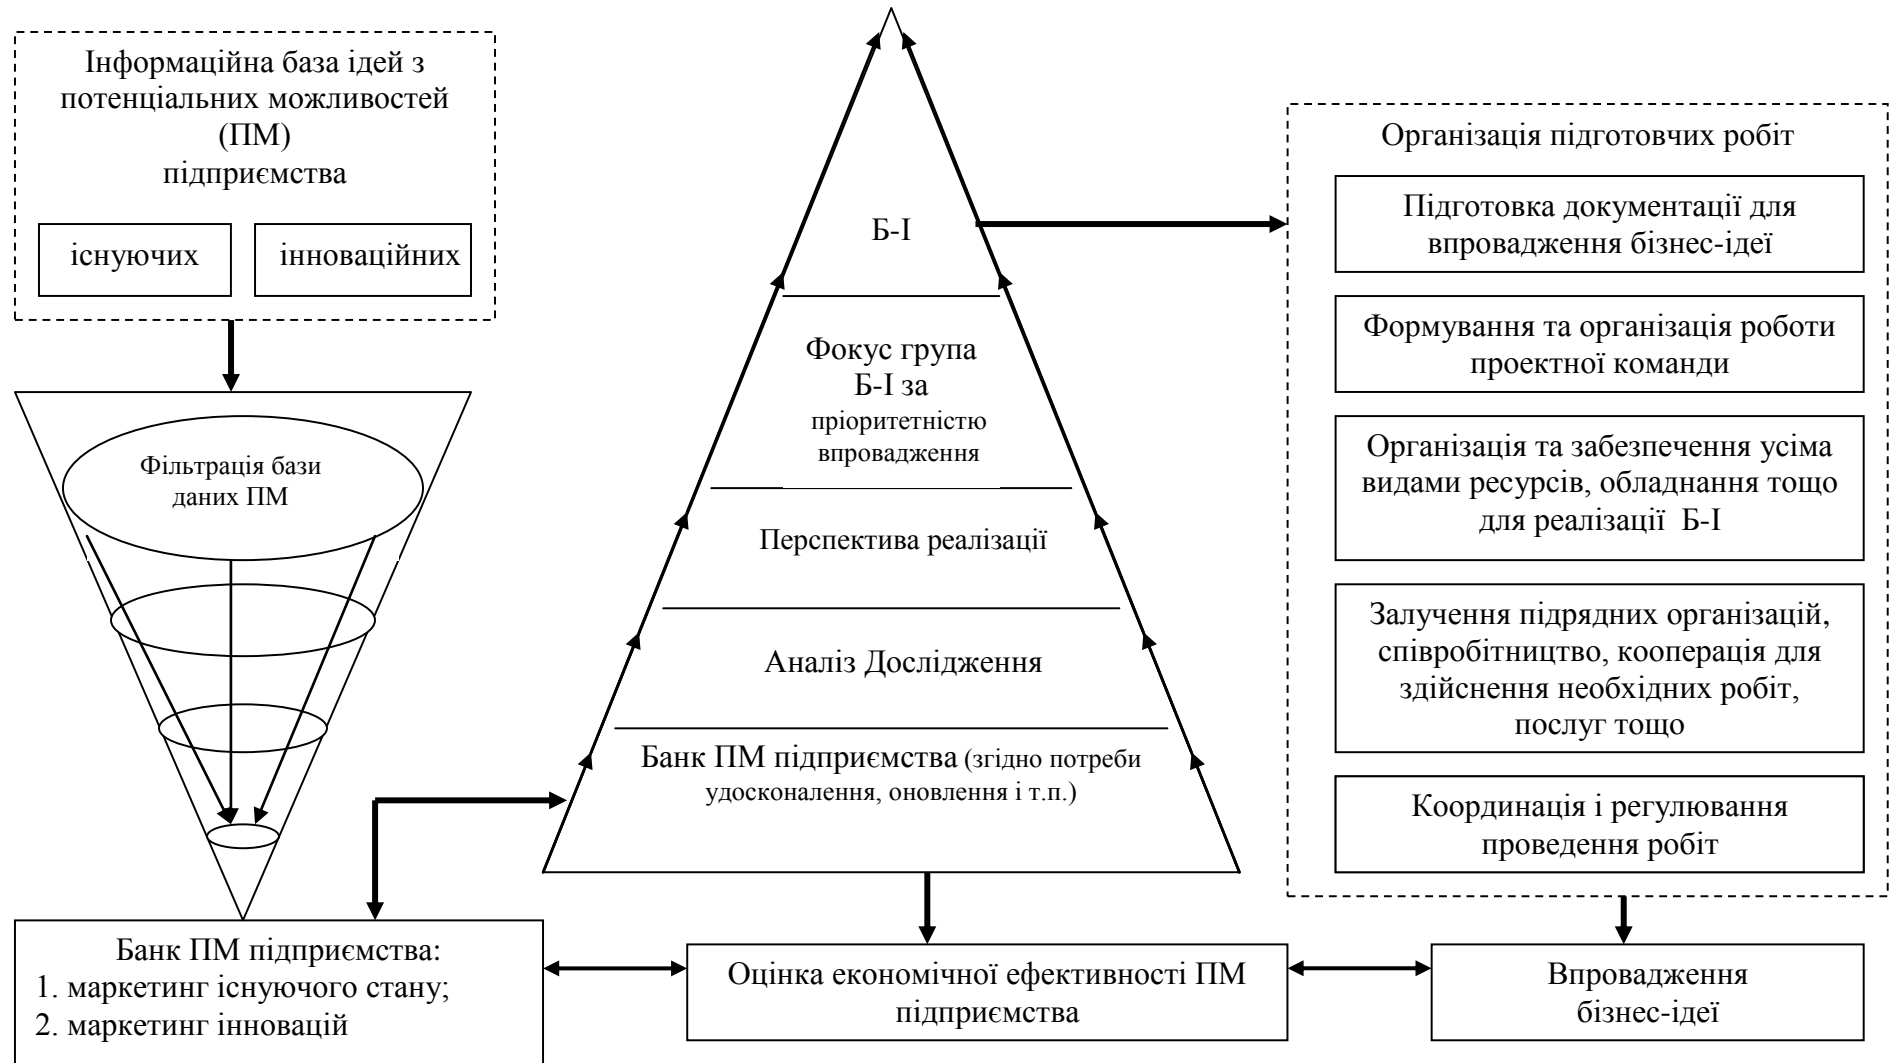 Інформаційна база ідей з
потенціальних можливостей
(ПМ)
підприємства
існуючих
інноваційних
Фільтрація бази
даних ПМ
Банк ПМ підприємства:
1. маркетинг існуючого стану;
2. маркетинг інновацій
Б-І
Фокус група
Б-І за
пріоритетністю
впровадження
Перспектива реалізації
Аналіз Дослідження
Банк ПМ підприємства (згідно потреби
удосконалення, оновлення і т.п.)
Оцінка економічної ефективності ПМ
підприємства
Організація підготовчих робіт
Підготовка документації для
впровадження бізнес-ідеї
Формування та організація роботи
проектної команди
Організація та забезпечення усіма
видами ресурсів, обладнання тощо
для реалізації Б-І
Залучення підрядних організацій,
співробітництво, кооперація для
здійснення необхідних робіт,
послуг тощо
Координація і регулювання
проведення робіт
Впровадження
бізнес-ідеї